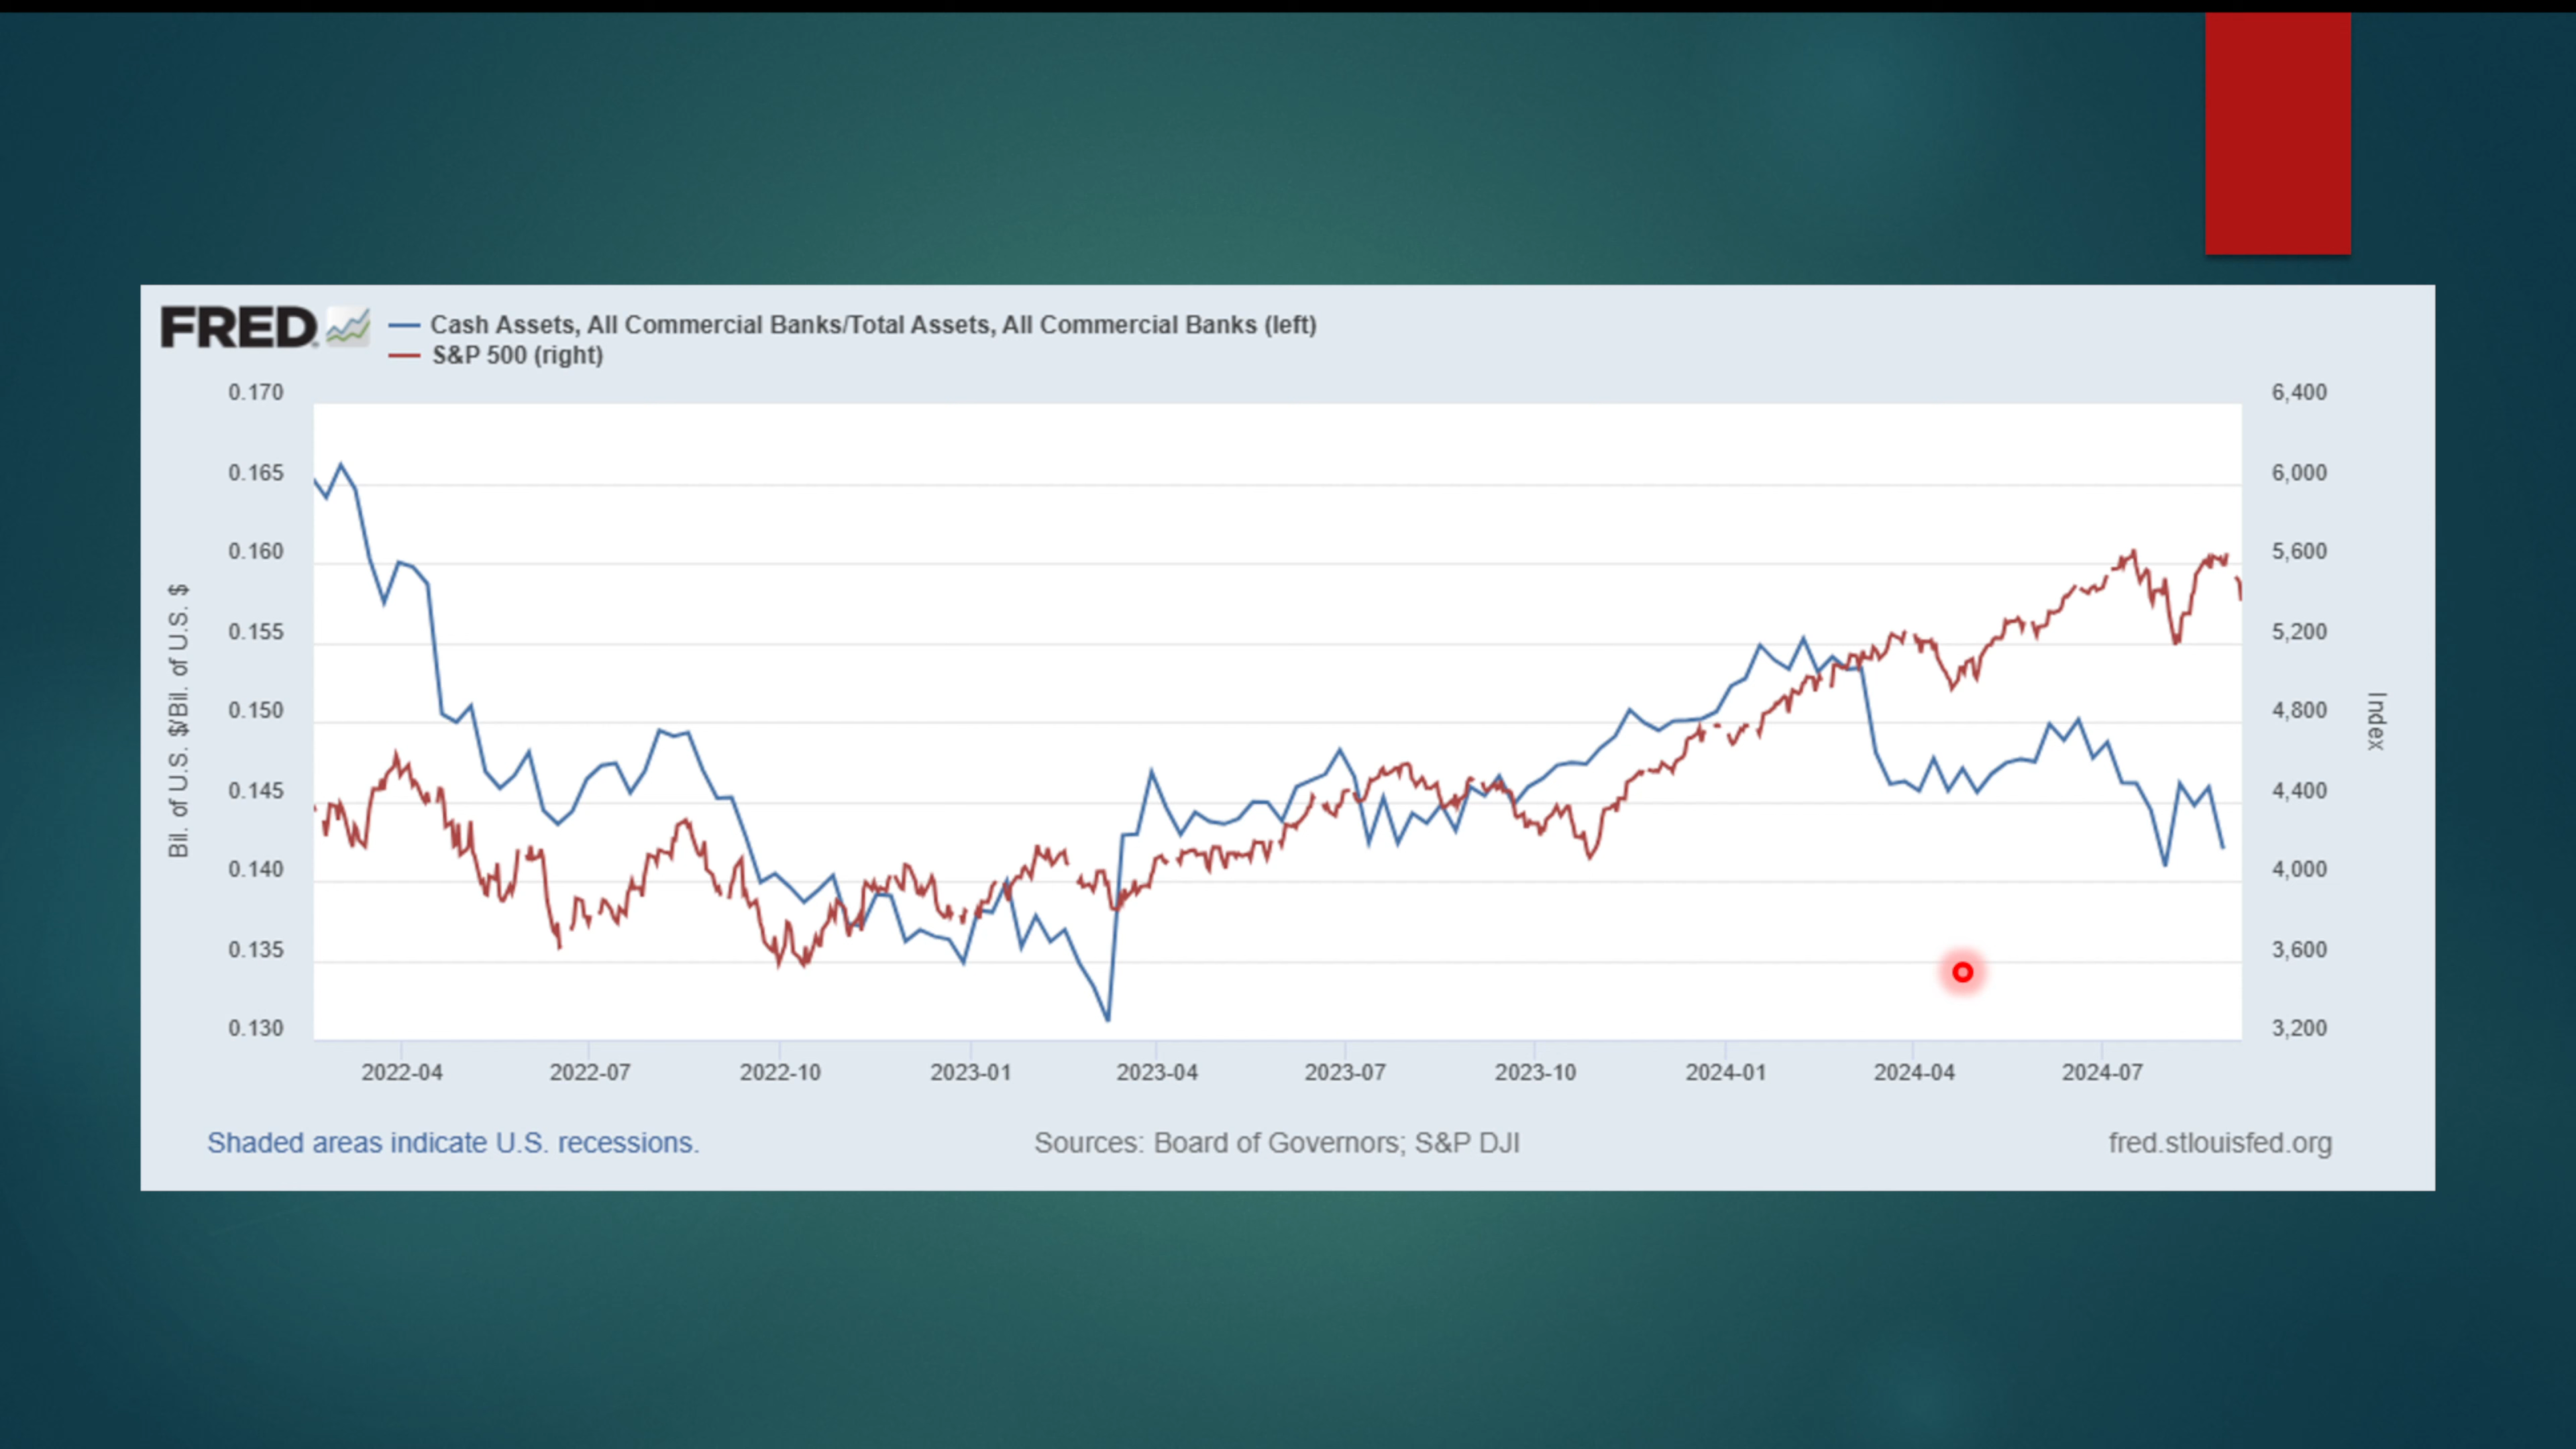 FRED
Cash Assets, All Commercial Banks/Total Assets, All Commercial Banks (left)
S&P 500 (right)
0.170
0.165
0.160
0.155
0.150
0.145
0.140
0.135
0.130
Bil. of U.S. $/Bil. of U.S. $
6,400
6,000
5,600
5,200
4,800
4,400
4,000
3,600
3,200
Index
2022-04 2022-07 2022-10 2023-01 2023-04 2023-07 2023-10 2024-01 2024-04 2024-07
Shaded areas indicate U.S. recessions. Sources: Board of Governors; S&P DJI fred.stlouisfed.org